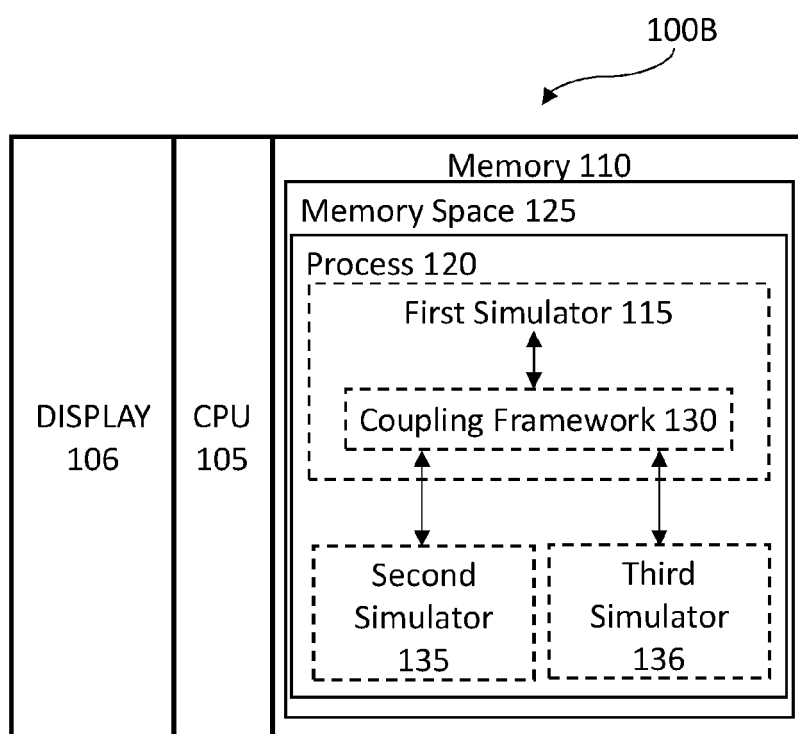 100B
Memory 110
Memory Space 125
Process 120
First Simulator 115
Coupling Framework 130
DISPLAY
106
CPU
105
Second
Simulator
135
Third
Simulator
136